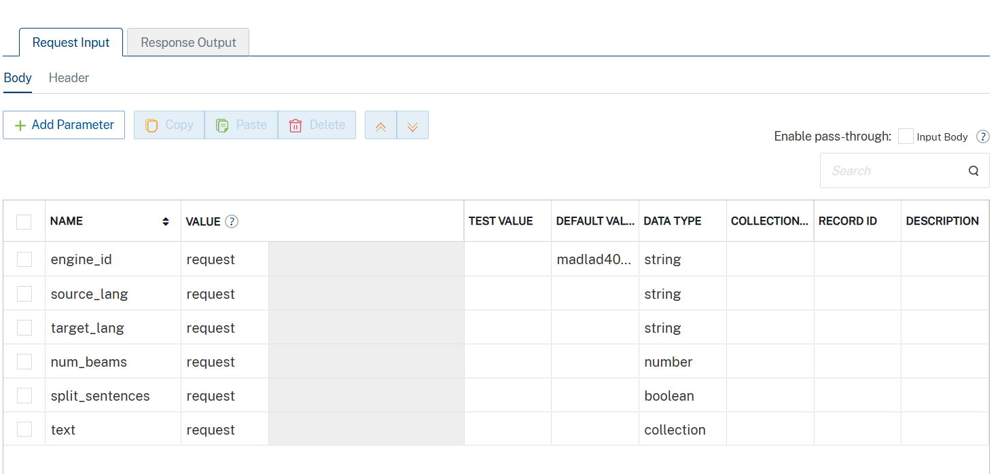 Request Input Response Output
Body Header
Add Parameter Copy Paste Delete
Enable pass-through: Input Body ?
Search
NAME VALUE ? TEST VALUE DEFAULT VAL... DATA TYPE COLLECTION... RECORD ID DESCRIPTION
engine_id request madlad40... string
source_lang request string
target_lang request string
num_beams request number
split_sentences request boolean
text request collection